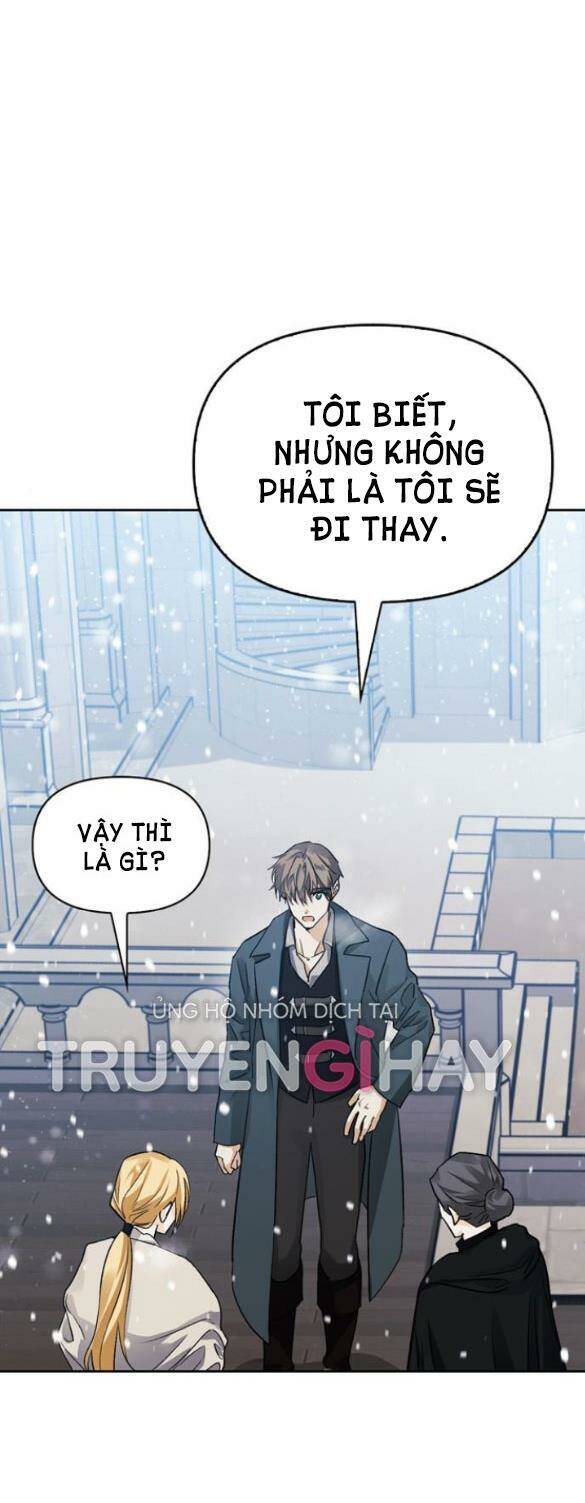 TÔI BIẾT,
NHƯNG KHÔNG
PHẢI LÀ TÔI SẼ
ĐI THAY.
VẬY THÌ
LÀ GÌ?
ỦNG HỘ NHÓM DỊCH TẠI
TRUYENGIHAY